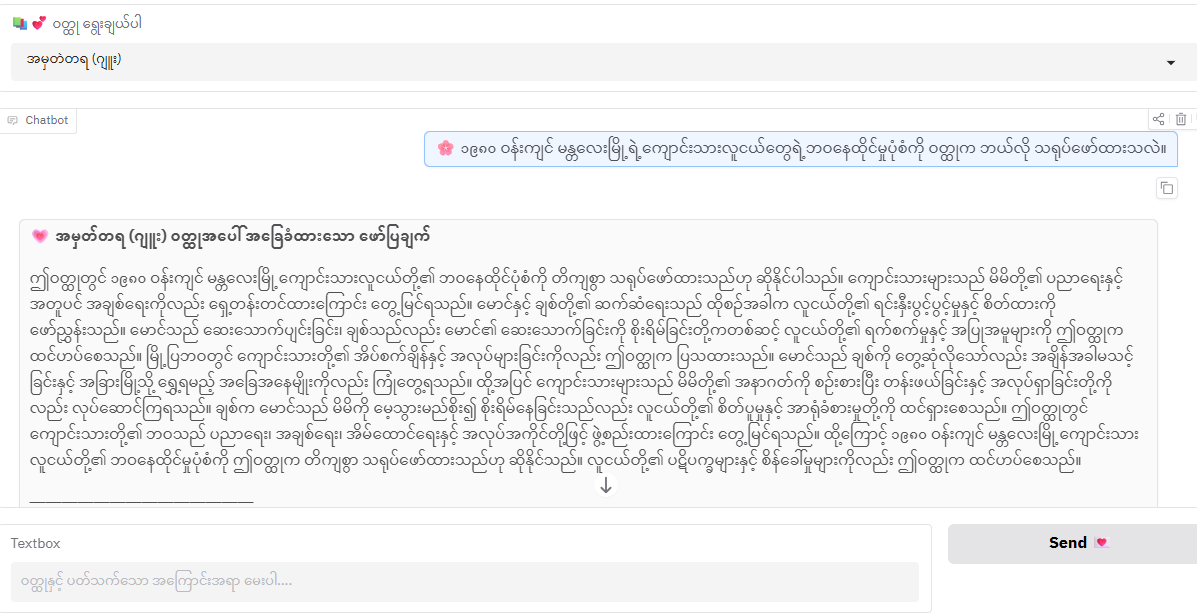 ဝတ္ထု ရွေးချယ်ပါ
အမှတဲတရ (ဂျူး)
Chatbot
၁၉၈၀ ဝန်းကျင် မန္တလေးမြို့ရဲ့ကျောင်းသားလူငယ်တွေရဲ့ဘဝနေထိုင်မှုပုံစံကို ဝတ္ထုက ဘယ်လို သရုပ်ဖော်ထားသလဲ။
အမှတ်တရ (ဂျူး) ဝတ္ထုအပေါ် အခြေခံထားသော ဖော်ပြချက်
ဤဝတ္ထုတွင် ၁၉၈၀ ဝန်းကျင် မန္တလေးမြို့ ကျောင်းသားလူငယ်တို့၏ ဘဝနေထိုင်ပုံစံကို တိကျစွာ သရုပ်ဖော်ထားသည်ဟု ဆိုနိုင်ပါသည်။ ကျောင်းသားများသည် မိမိတို့၏ ပညာရေးနှင့်
အတူပင် အချစ်ရေးကိုလည်း ရှေ့တန်းတင်ထားကြောင်း တွေ့မြင်ရသည်။ မောင်နှင့် ချစ်တို့၏ ဆက်ဆံရေးသည် ထိုစဉ်အခါက လူငယ်တို့၏ ရင်းနှီးပွင့်ပွင့်မှုနှင့် စိတ်ထားကို
ဖော်ညွှန်းသည်။ မောင်သည် ဆေးသောက်ပျင်းခြင်း၊ ချစ်သည်လည်း မောင်၏ ဆေးသောက်ခြင်းကို စိုးရိမ်ခြင်းတို့ကတစ်ဆင့် လူငယ်တို့၏ ရက်စက်မှုနှင့် အပြုအမူများကို ဤဝတ္ထုက
ထင်ဟပ်စေသည်။ မြို့ပြဘဝတွင် ကျောင်းသားတို့၏ အိပ်စက်ချိန်နှင့် အလုပ်များခြင်းကိုလည်း ဤဝတ္ထုက ပြသထားသည်။ မောင်သည် ချစ်ကို တွေ့ဆုံလိုသော်လည်း အချိန်အခါမသင့်
ခြင်းနှင့် အခြားမြို့သို့ ရွှေ့ရမည့် အခြေအနေမျိုးကိုလည်း ကြုံတွေ့ရသည်။ ထို့အပြင် ကျောင်းသားများသည် မိမိတို့၏ အနာဂတ်ကို စဉ်းစားပြီး တန်းဖယ်ခြင်းနှင့် အလုပ်ရှာခြင်းတို့ကို
လည်း လုပ်ဆောင်ကြရသည်။ ချစ်က မောင်သည် မိမိကို မေ့သွားမည်စိုး၍ စိုးရိမ်နေခြင်းသည်လည်း လူငယ်တို့၏ စိတ်ပူမှုနှင့် အာရုံခံစားမှုတို့ကို ထင်ရှားစေသည်။ ဤဝတ္ထုတွင်
ကျောင်းသားတို့၏ ဘဝသည် ပညာရေး၊ အချစ်ရေး၊ အိမ်ထောင်ရေးနှင့် အလုပ်အကိုင်တို့ဖြင့် ဖွဲ့စည်းထားကြောင်း တွေ့မြင်ရသည်။ ထို့ကြောင့် ၁၉၈၀ ဝန်းကျင် မန္တလေးမြို့ ကျောင်းသား
လူငယ်တို့၏ ဘဝနေထိုင်မှုပုံစံကို ဤဝတ္ထုက တိကျစွာ သရုပ်ဖော်ထားသည်ဟု ဆိုနိုင်သည်။ လူငယ်တို့၏ ပဋိပက္ခများနှင့် စိန်ခေါ်မှုများကိုလည်း ဤဝတ္ထုက ထင်ဟပ်စေသည်။
Textbox
Send
ဝတ္ထုနှင့် ပတ်သက်သော အကြောင်းအရာ မေးပါ....